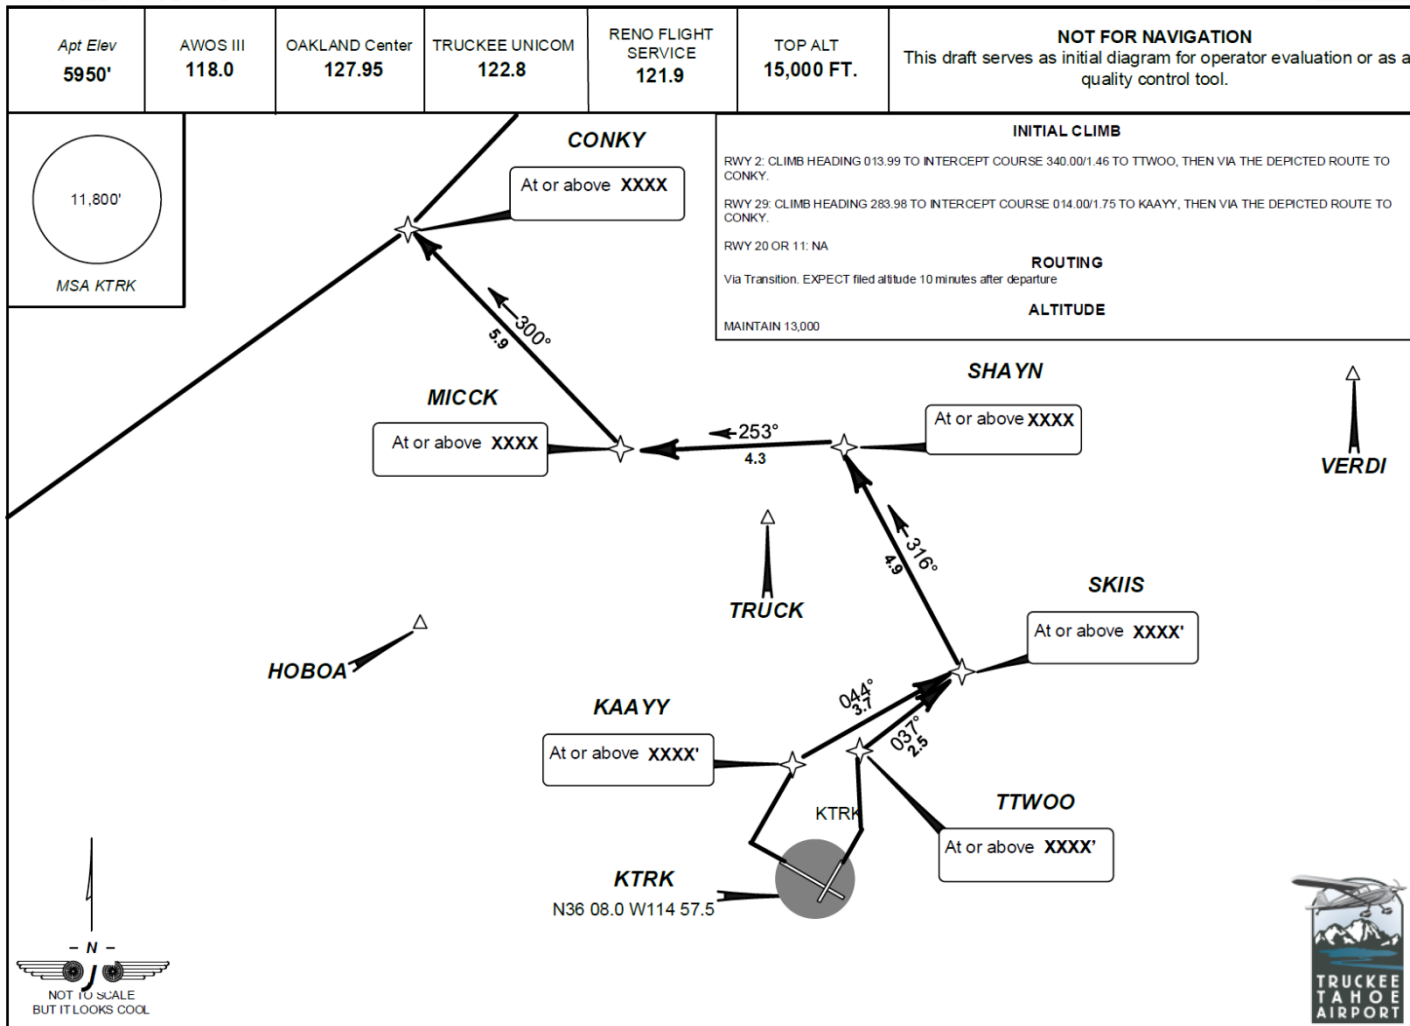 Apt Elev
5950'
AWOS III
118.0
OAKLAND Center
127.95
TRUCKEE UNICOM
122.8
RENO FLIGHT
SERVICE
121.9
TOP ALT
15,000 FT.
NOT FOR NAVIGATION
This draft serves as initial diagram for operator evaluation or as a
quality control tool.
11,800'
MSA KTRK
INITIAL CLIMB
RWY 2: CLIMB HEADING 013.99 TO INTERCEPT COURSE 340.00/1.46 TO TTWOO, THEN VIA THE DEPICTED ROUTE TO
CONKY.
RWY 29: CLIMB HEADING 283.98 TO INTERCEPT COURSE 014.00/1.75 TO KAAYY, THEN VIA THE DEPICTED ROUTE TO
CONKY.
RWY 20 OR 11: NA
ROUTING
Via Transition. EXPECT filed altitude 10 minutes after departure
ALTITUDE
MAINTAIN 13,000
CONKY
At or above XXXX
300°
5.9
MICCK
At or above XXXX
253°
4.3
SHAYN
At or above XXXX
VERDI
316°
4.9
TRUCK
SKIIS
At or above XXXX'
HOBOA
KAAYY
At or above XXXX'
044°
3.7
037°
2.5
TTWOO
At or above XXXX'
KTRK
KTRK
N36 08.0 W114 57.5
- N -
J
NOT TO SCALE
BUT IT LOOKS COOL
TRUCKEE
TAHOE
AIRPORT